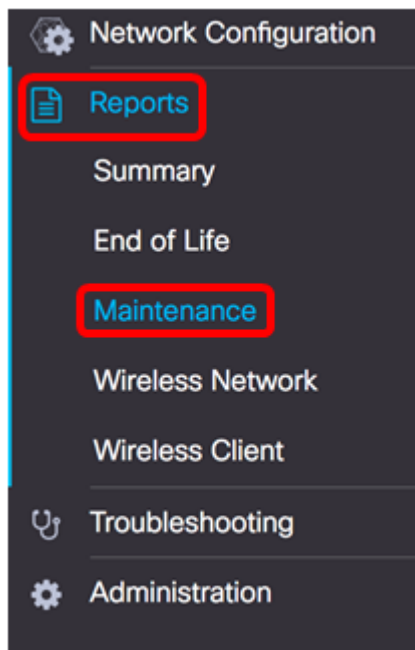 Network Configuration
Reports
Summary
End of Life
Maintenance
Wireless Network
Wireless Client
Troubleshooting
Administration